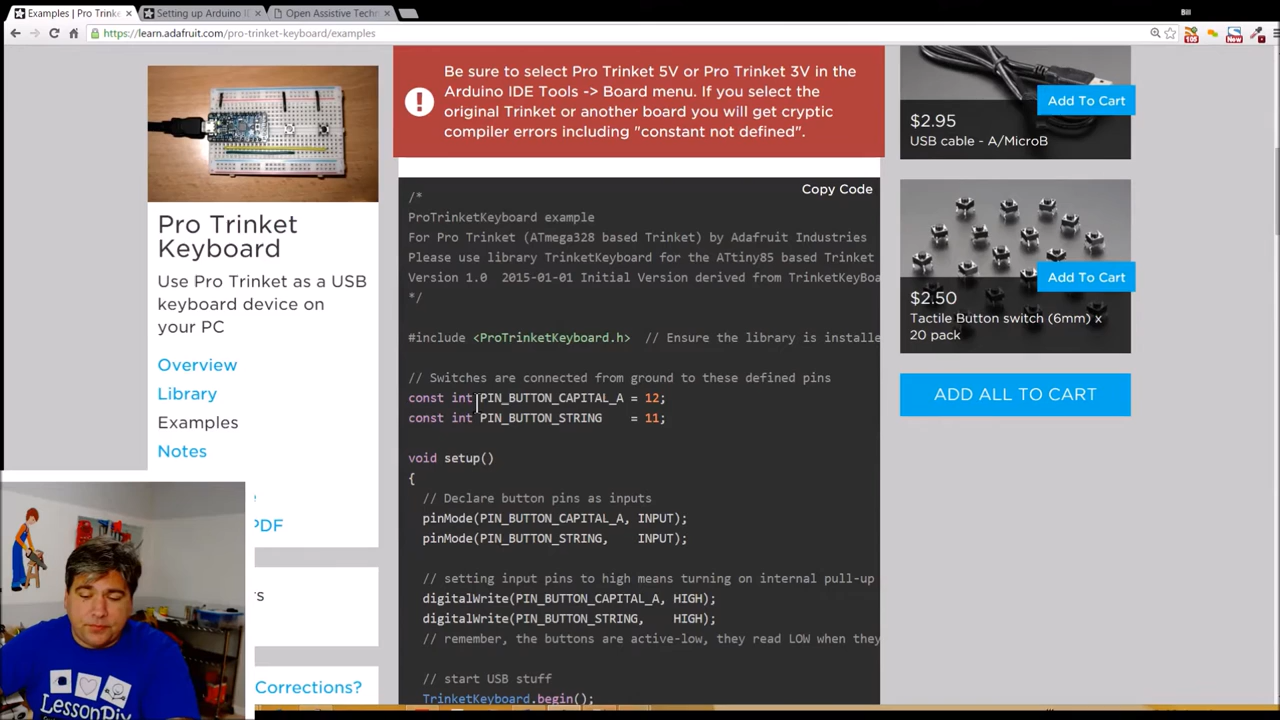 Examples | Pro Trinket K
Setting up Arduino ID
Open Assistive Techn
Bill
https://learn.adafruit.com/pro-trinket-keyboard/examples
105
New
Pro Trinket
Keyboard
Use Pro Trinket as a USB
keyboard device on
your PC
Overview
Library
Examples
Notes
PDF
Corrections?
LessonPix
Be sure to select Pro Trinket 5V or Pro Trinket 3V in the
Arduino IDE Tools -> Board menu. If you select the
original Trinket or another board you will get cryptic
compiler errors including "constant not defined".
Copy Code
/*
ProTrinketKeyboard example
For Pro Trinket (ATmega328 based Trinket) by Adafruit Industries
Please use library TrinketKeyboard for the ATtiny85 based Trinket
Version 1.0  2015-01-01 Initial Version derived from TrinketKeyBoa
*/
#include <ProTrinketKeyboard.h>  // Ensure the library is installe
// Switches are connected from ground to these defined pins
const int PIN_BUTTON_CAPITAL_A = 12;
const int PIN_BUTTON_STRING    = 11;
void setup()
{
// Declare button pins as inputs
pinMode(PIN_BUTTON_CAPITAL_A, INPUT);
pinMode(PIN_BUTTON_STRING,    INPUT);
// setting input pins to high means turning on internal pull-up
digitalWrite(PIN_BUTTON_CAPITAL_A, HIGH);
digitalWrite(PIN_BUTTON_STRING,    HIGH);
// remember, the buttons are active-low, they read LOW when they
// start USB stuff
TrinketKeyboard.begin();
Add To Cart
$2.95
USB cable - A/MicroB
Add To Cart
$2.50
Tactile Button switch (6mm) x
20 pack
ADD ALL TO CART